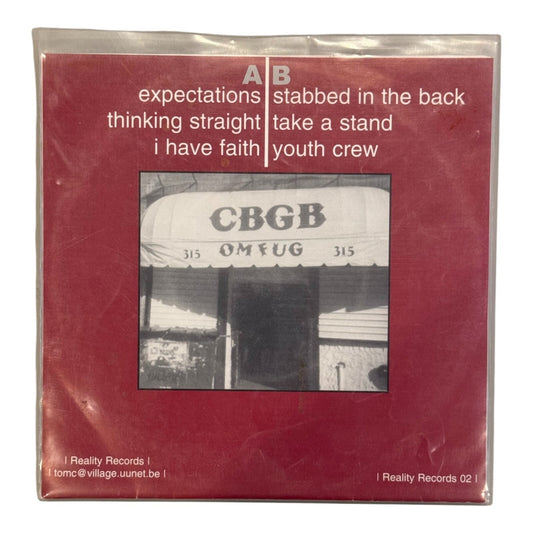 A B
expectations stabbed in the back
thinking straight take a stand
i have faith youth crew
CBGB
315 OMFUG 315
| Reality Records |
| tomc@village.uunet.be |
| Reality Records 02 |